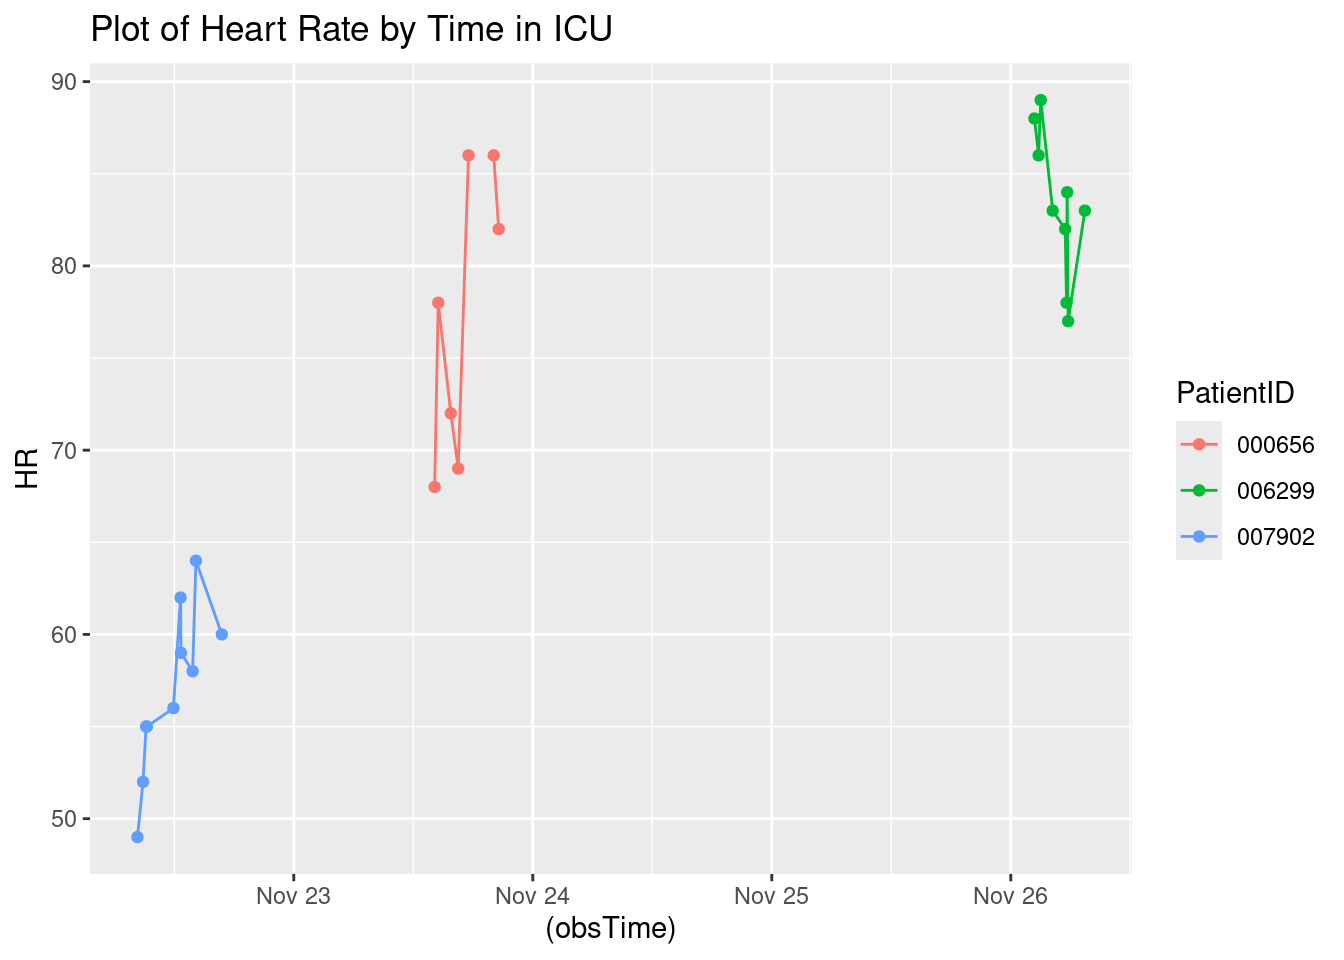 Plot of Heart Rate by Time in ICU
90
80
70
60
50
HR
Nov 23 Nov 24 Nov 25 Nov 26
(obsTime)
PatientID
000656
006299
007902